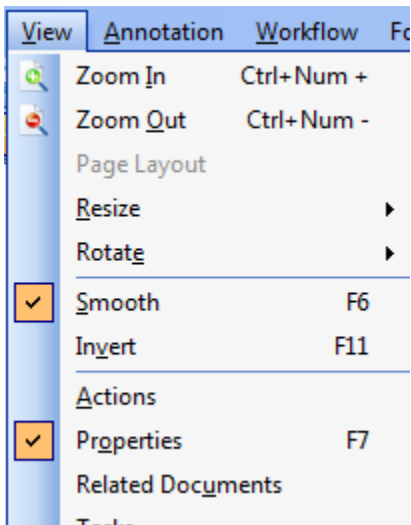 View Annotation Workflow Fo
Zoom In Ctrl+Num +
Zoom Out Ctrl+Num -
Page Layout
Resize
Rotate
Smooth F6
Invert F11
Actions
Properties F7
Related Documents